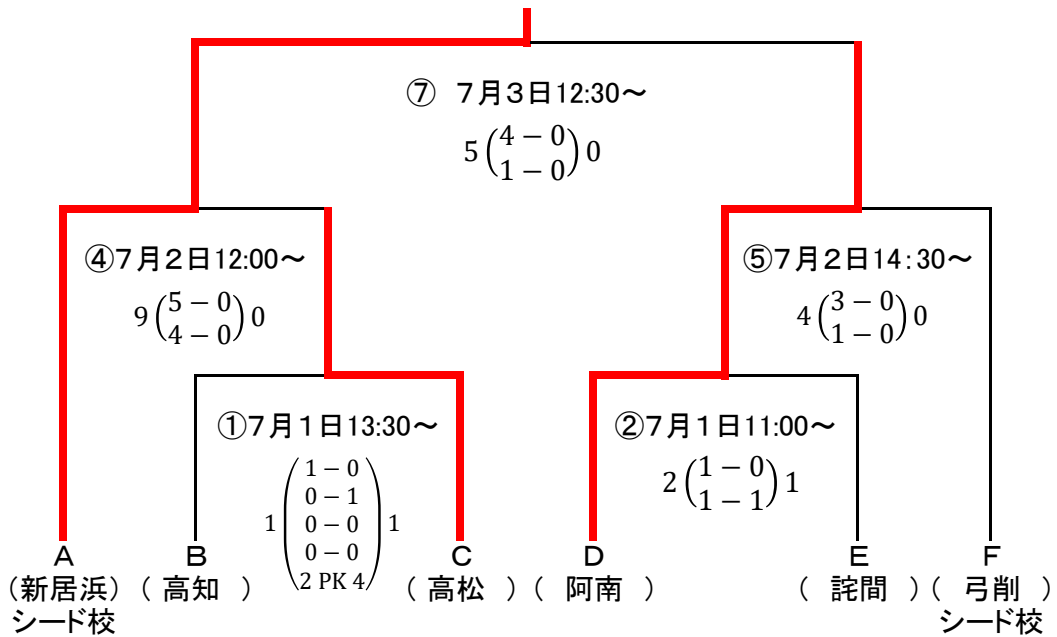 ⑦ 7月3日12:30～
5 (4 − 0
1 − 0) 0
④7月2日12:00～
9 (5 − 0
4 − 0) 0
⑤7月2日14:30～
4 (3 − 0
1 − 0) 0
①7月1日13:30～
1 (1 − 0
0 − 1
0 − 0
0 − 0
2 PK 4) 1
②7月1日11:00～
2 (1 − 0
1 − 1) 1
A B C D E F
(新居浜) ( 高知 ) ( 高松 ) ( 阿南 ) ( 詫間 ) ( 弓削 )
シード校 シード校